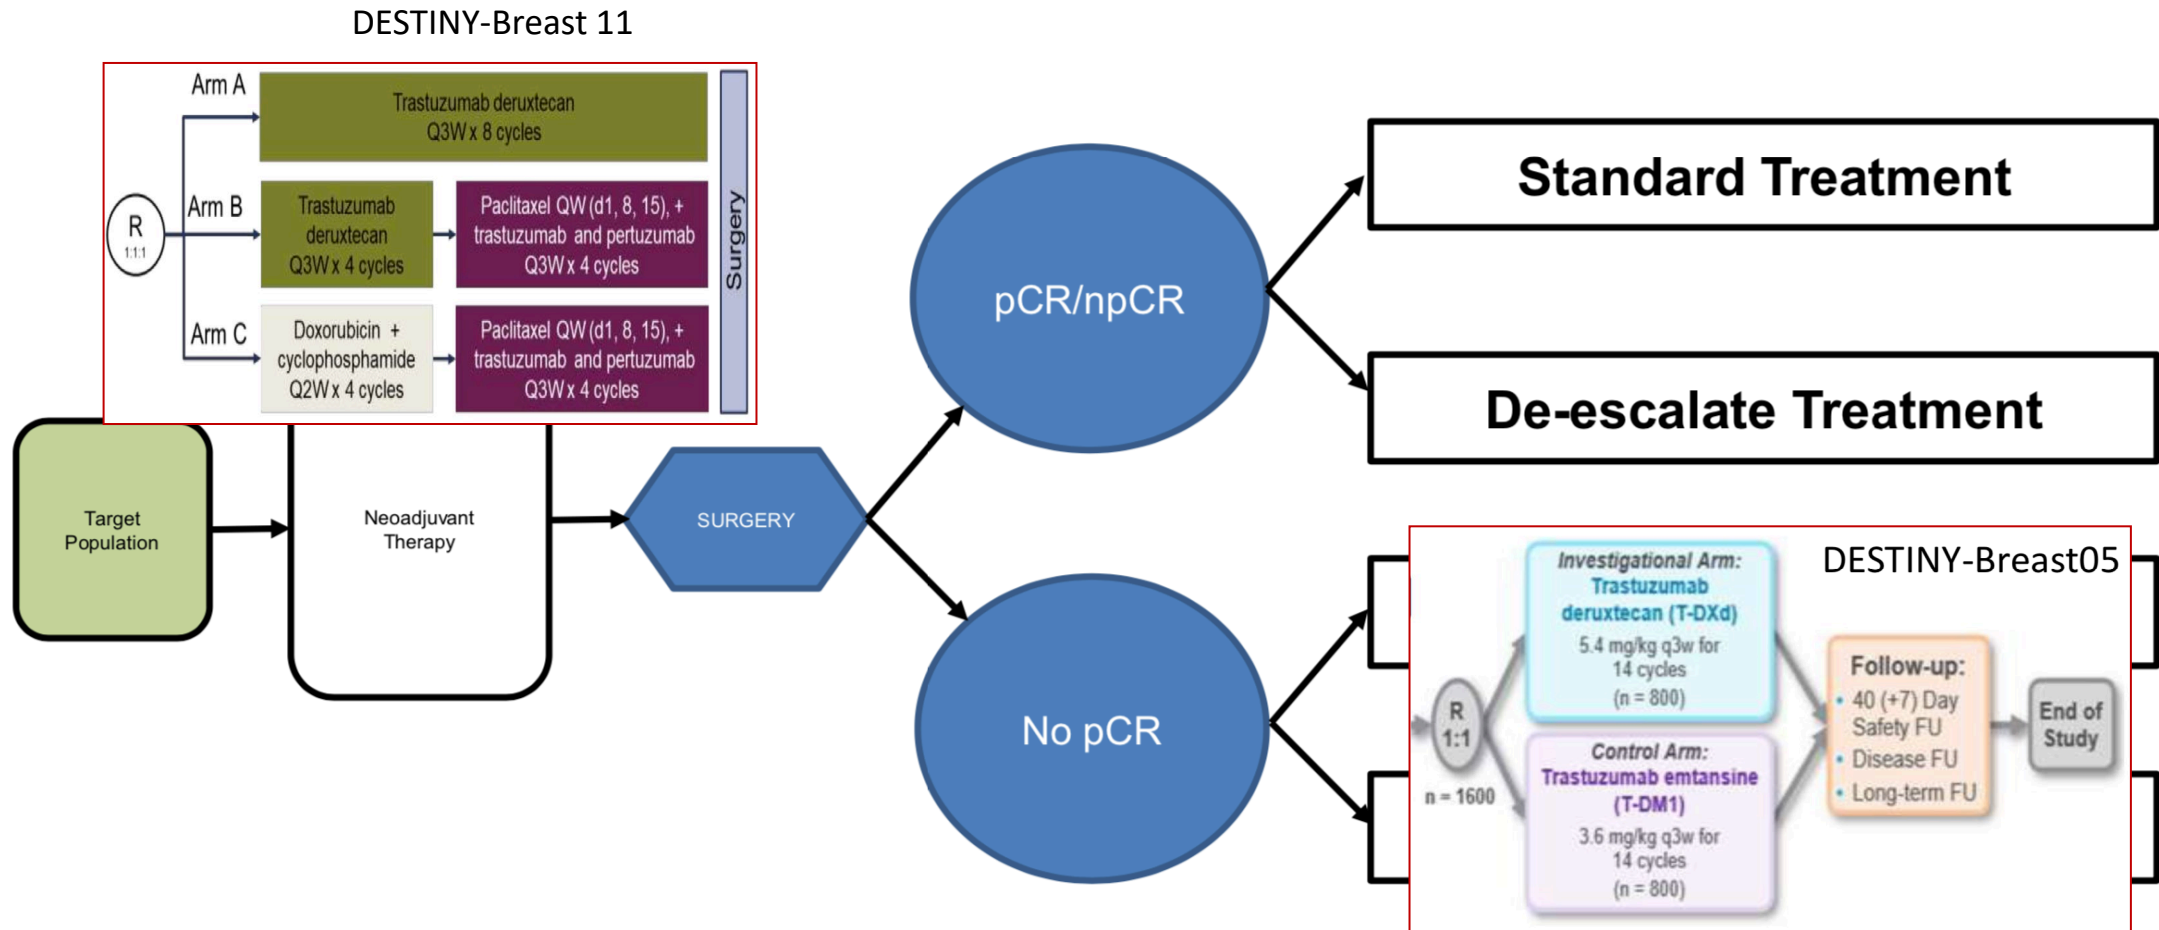 DESTINY-Breast 11
Arm A
Trastuzumab deruxtecan
Q3W x 8 cycles
R
1:1:1
Arm B
Trastuzumab
deruxtecan
Q3W x 4 cycles
Paclitaxel QW (d1, 8, 15), +
trastuzumab and pertuzumab
Q3W x 4 cycles
Arm C
Doxorubicin +
cyclophosphamide
Q2W x 4 cycles
Paclitaxel QW (d1, 8, 15), +
trastuzumab and pertuzumab
Q3W x 4 cycles
Surgery
Target
Population
Neoadjuvant
Therapy
SURGERY
pCR/npCR
Standard Treatment
De-escalate Treatment
No pCR
DESTINY-Breast05
R
1:1
n = 1600
Investigational Arm:
Trastuzumab
deruxtecan (T-DXd)
5.4 mg/kg q3w for
14 cycles
(n = 800)
Control Arm:
Trastuzumab emtansine
(T-DM1)
3.6 mg/kg q3w for
14 cycles
(n = 800)
Follow-up:
• 40 (+7) Day
Safety FU
• Disease FU
• Long-term FU
End of
Study